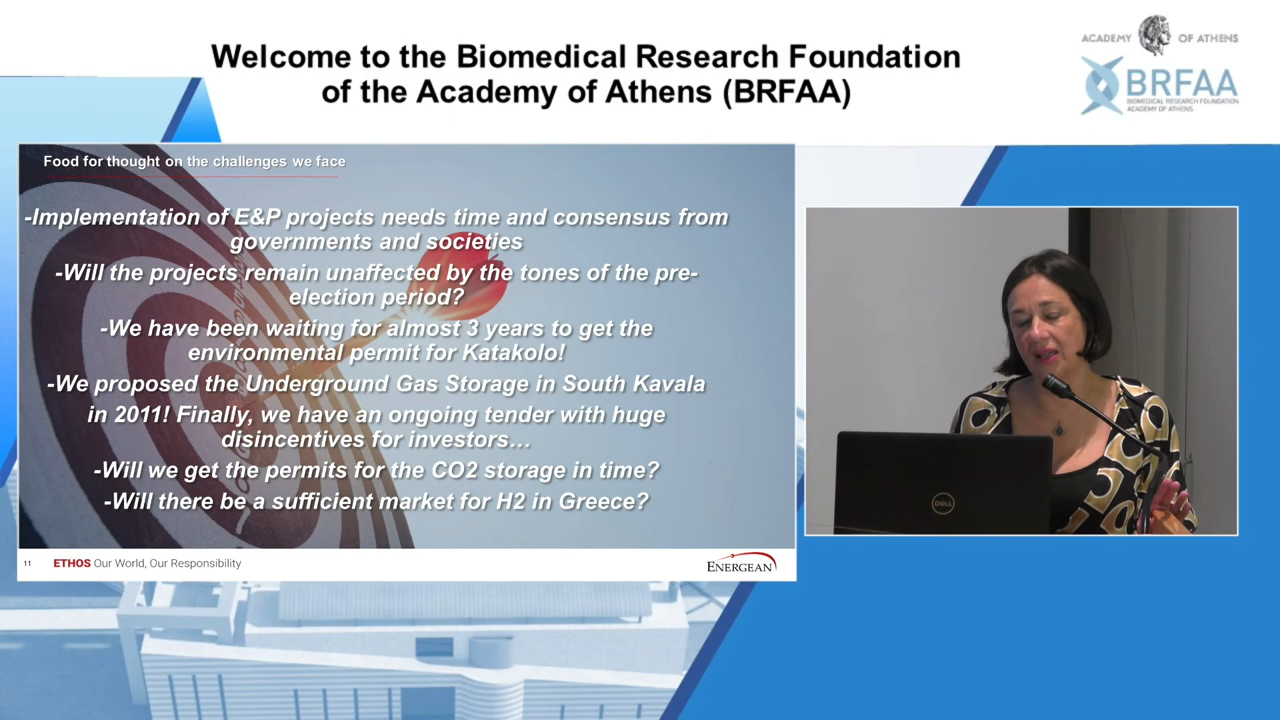 Welcome to the Biomedical Research Foundation
of the Academy of Athens (BRFAA)
ACADEMY OF ATHENS
BRFAA
BIOMEDICAL RESEARCH FOUNDATION
ACADEMY OF ATHENS
Food for thought on the challenges we face
-Implementation of E&P projects needs time and consensus from
governments and societies
-Will the projects remain unaffected by the tones of the pre-
election period?
-We have been waiting for almost 3 years to get the
environmental permit for Katakolo!
-We proposed the Underground Gas Storage in South Kavala
in 2011! Finally, we have an ongoing tender with huge
disincentives for investors…
-Will we get the permits for the CO2 storage in time?
-Will there be a sufficient market for H2 in Greece?
11 ETHOS Our World, Our Responsibility
ENERGEAN
DELL